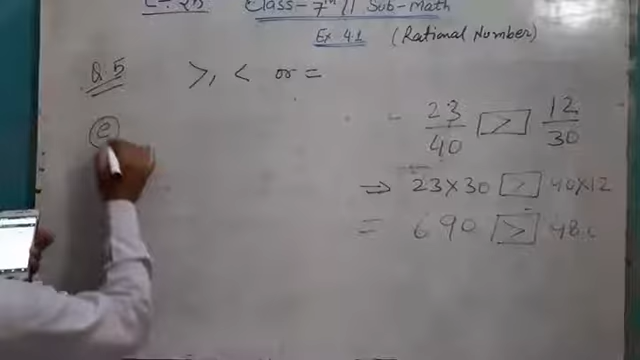 Class-7th // Sub-Math
Ex 4.1 (Rational Number)
Q.5 >, < or =
(e)
23/40 > 12/30
⇒ 23×30 > 40×12
= 690 > 480